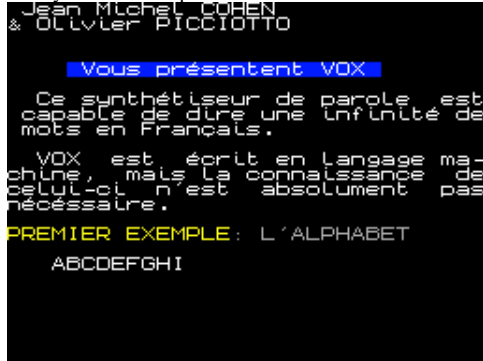 Jean Michel COHEN
& Olivier PICCIOTTO
Vous présentent VOX
Ce synthétiseur de parole est
capable de dire une infinité de
mots en Français.
VOX est écrit en langage ma-
chine, mais la connaissance de
celui-ci n'est absolument pas
nécéssaire.
PREMIER EXEMPLE: L'ALPHABET
ABCDEFGHI